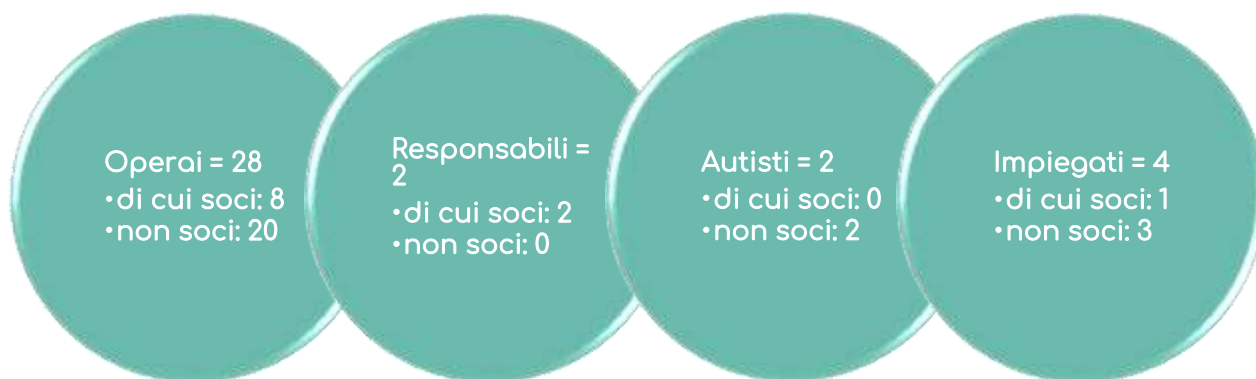 Operai = 28
•di cui soci: 8
•non soci: 20
Responsabili =
2
•di cui soci: 2
•non soci: 0
Autisti = 2
•di cui soci: 0
•non soci: 2
Impiegati = 4
•di cui soci: 1
•non soci: 3